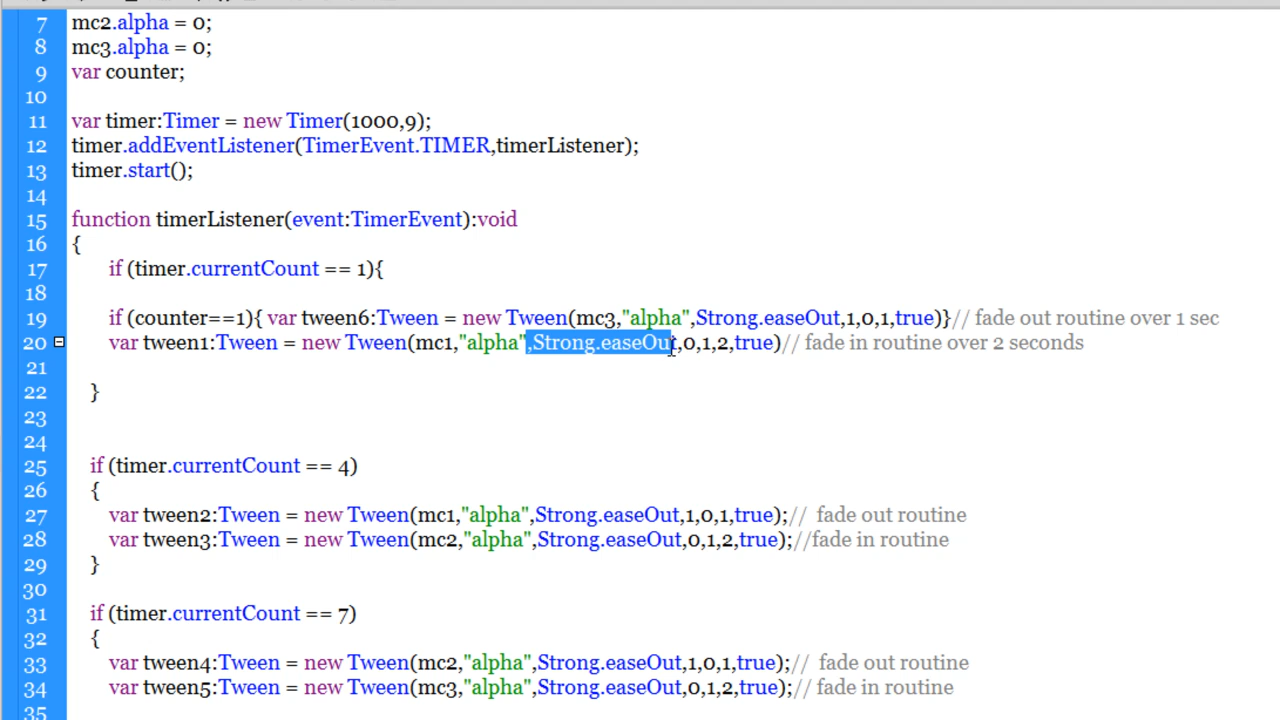 7 mc2.alpha = 0;
8 mc3.alpha = 0;
9 var counter;
10
11 var timer:Timer = new Timer(1000,9);
12 timer.addEventListener(TimerEvent.TIMER,timerListener);
13 timer.start();
14
15 function timerListener(event:TimerEvent):void
16 {
17 if (timer.currentCount == 1){
18
19 if (counter==1){ var tween6:Tween = new Tween(mc3,"alpha",Strong.easeOut,1,0,1,true)}// fade out routine over 1 sec
20 var tween1:Tween = new Tween(mc1,"alpha",Strong.easeOut,0,1,2,true)// fade in routine over 2 seconds
21
22 }
23
24
25 if (timer.currentCount == 4)
26 {
27 var tween2:Tween = new Tween(mc1,"alpha",Strong.easeOut,1,0,1,true);// fade out routine
28 var tween3:Tween = new Tween(mc2,"alpha",Strong.easeOut,0,1,2,true);//fade in routine
29 }
30
31 if (timer.currentCount == 7)
32 {
33 var tween4:Tween = new Tween(mc2,"alpha",Strong.easeOut,1,0,1,true);// fade out routine
34 var tween5:Tween = new Tween(mc3,"alpha",Strong.easeOut,0,1,2,true);// fade in routine
35